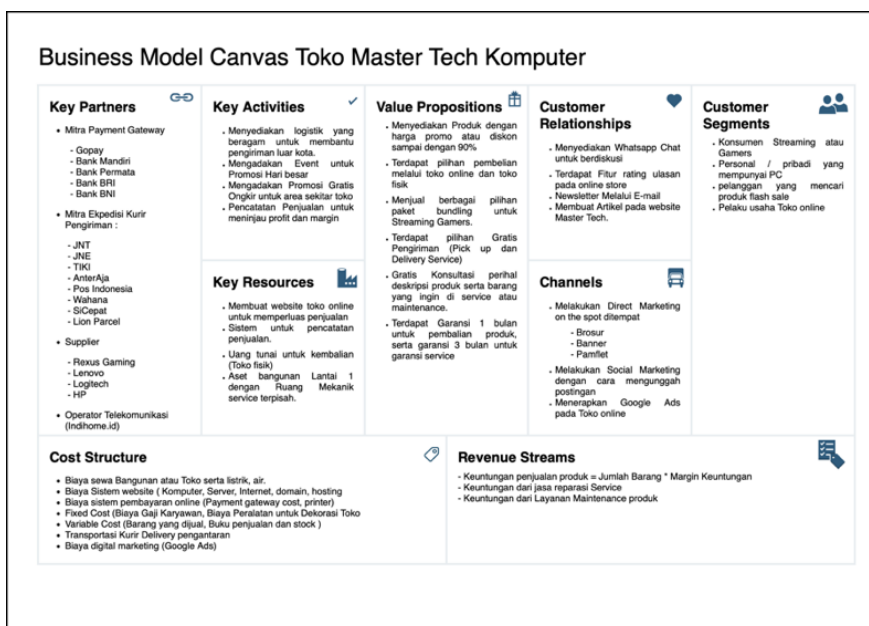 Business Model Canvas Toko Master Tech Komputer
Key Partners
• Mitra Payment Gateway
- Gopay
- Bank Mandiri
- Bank Permata
- Bank BRI
- Bank BNI
• Mitra Ekpedisi Kurir
Pengiriman :
- JNT
- JNE
- TIKI
- AnterAja
- Pos Indonesia
- Wahana
- SiCepat
- Lion Parcel
• Supplier
- Rexus Gaming
- Lenovo
- Logitech
- HP
• Operator Telekomunikasi
(Indihome.id)
Key Activities
• Menyediakan logistik yang
beragam untuk membantu
pengiriman luar kota.
• Mengadakan Event untuk
Promosi Hari besar
• Mengadakan Promosi Gratis
Ongkir untuk area sekitar toko
• Pencatatan Penjualan untuk
meninjau profit dan margin
Key Resources
• Membuat website toko online
untuk memperluas penjualan
• Sistem untuk pencatatan
penjualan.
• Uang tunai untuk kembalian
(Toko fisik)
• Aset bangunan Lantai 1
dengan Ruang Mekanik
service terpisah.
Value Propositions
• Menyediakan Produk dengan
harga promo atau diskon
sampai dengan 90%
• Terdapat pilihan pembelian
melalui toko online dan toko
fisik
• Menjual berbagai pilihan
paket bundling untuk
Streaming Gamers.
• Terdapat pilihan Gratis
Pengiriman (Pick up dan
Delivery Service)
• Gratis Konsultasi perihal
deskripsi produk serta barang
yang ingin di service atau
maintenance.
• Terdapat Garansi 1 bulan
untuk pembalian produk,
serta garansi 3 bulan untuk
garansi service
Customer
Relationships
• Menyediakan Whatsapp Chat
untuk berdiskusi
• Terdapat Fitur rating ulasan
pada online store
• Newsletter Melalui E-mail
• Membuat Artikel pada website
Master Tech.
Channels
• Melakukan Direct Marketing
on the spot ditempat
• Brosur
• Banner
• Pamflet
• Melakukan Social Marketing
dengan cara mengunggah
postingan
• Menerapkan Google Ads
pada Toko online
Customer
Segments
• Konsumen Streaming atau
Gamers
• Personal / pribadi yang
mempunyai PC
• pelanggan yang mencari
produk flash sale
• Pelaku usaha Toko online
Cost Structure
• Biaya sewa Bangunan atau Toko serta listrik, air.
• Biaya Sistem website ( Komputer, Server, Internet, domain, hosting
• Biaya sistem pembayaran online (Payment gateway cost, printer)
• Fixed Cost (Biaya Gaji Karyawan, Biaya Peralatan untuk Dekorasi Toko
• Variable Cost (Barang yang dijual, Buku penjualan dan stock )
• Transportasi Kurir Delivery pengantaran
• Biaya digital marketing (Google Ads)
Revenue Streams
- Keuntungan penjualan produk = Jumlah Barang * Margin Keuntungan
- Keuntungan dari jasa reparasi Service
- Keuntungan dari Layanan Maintenance produk